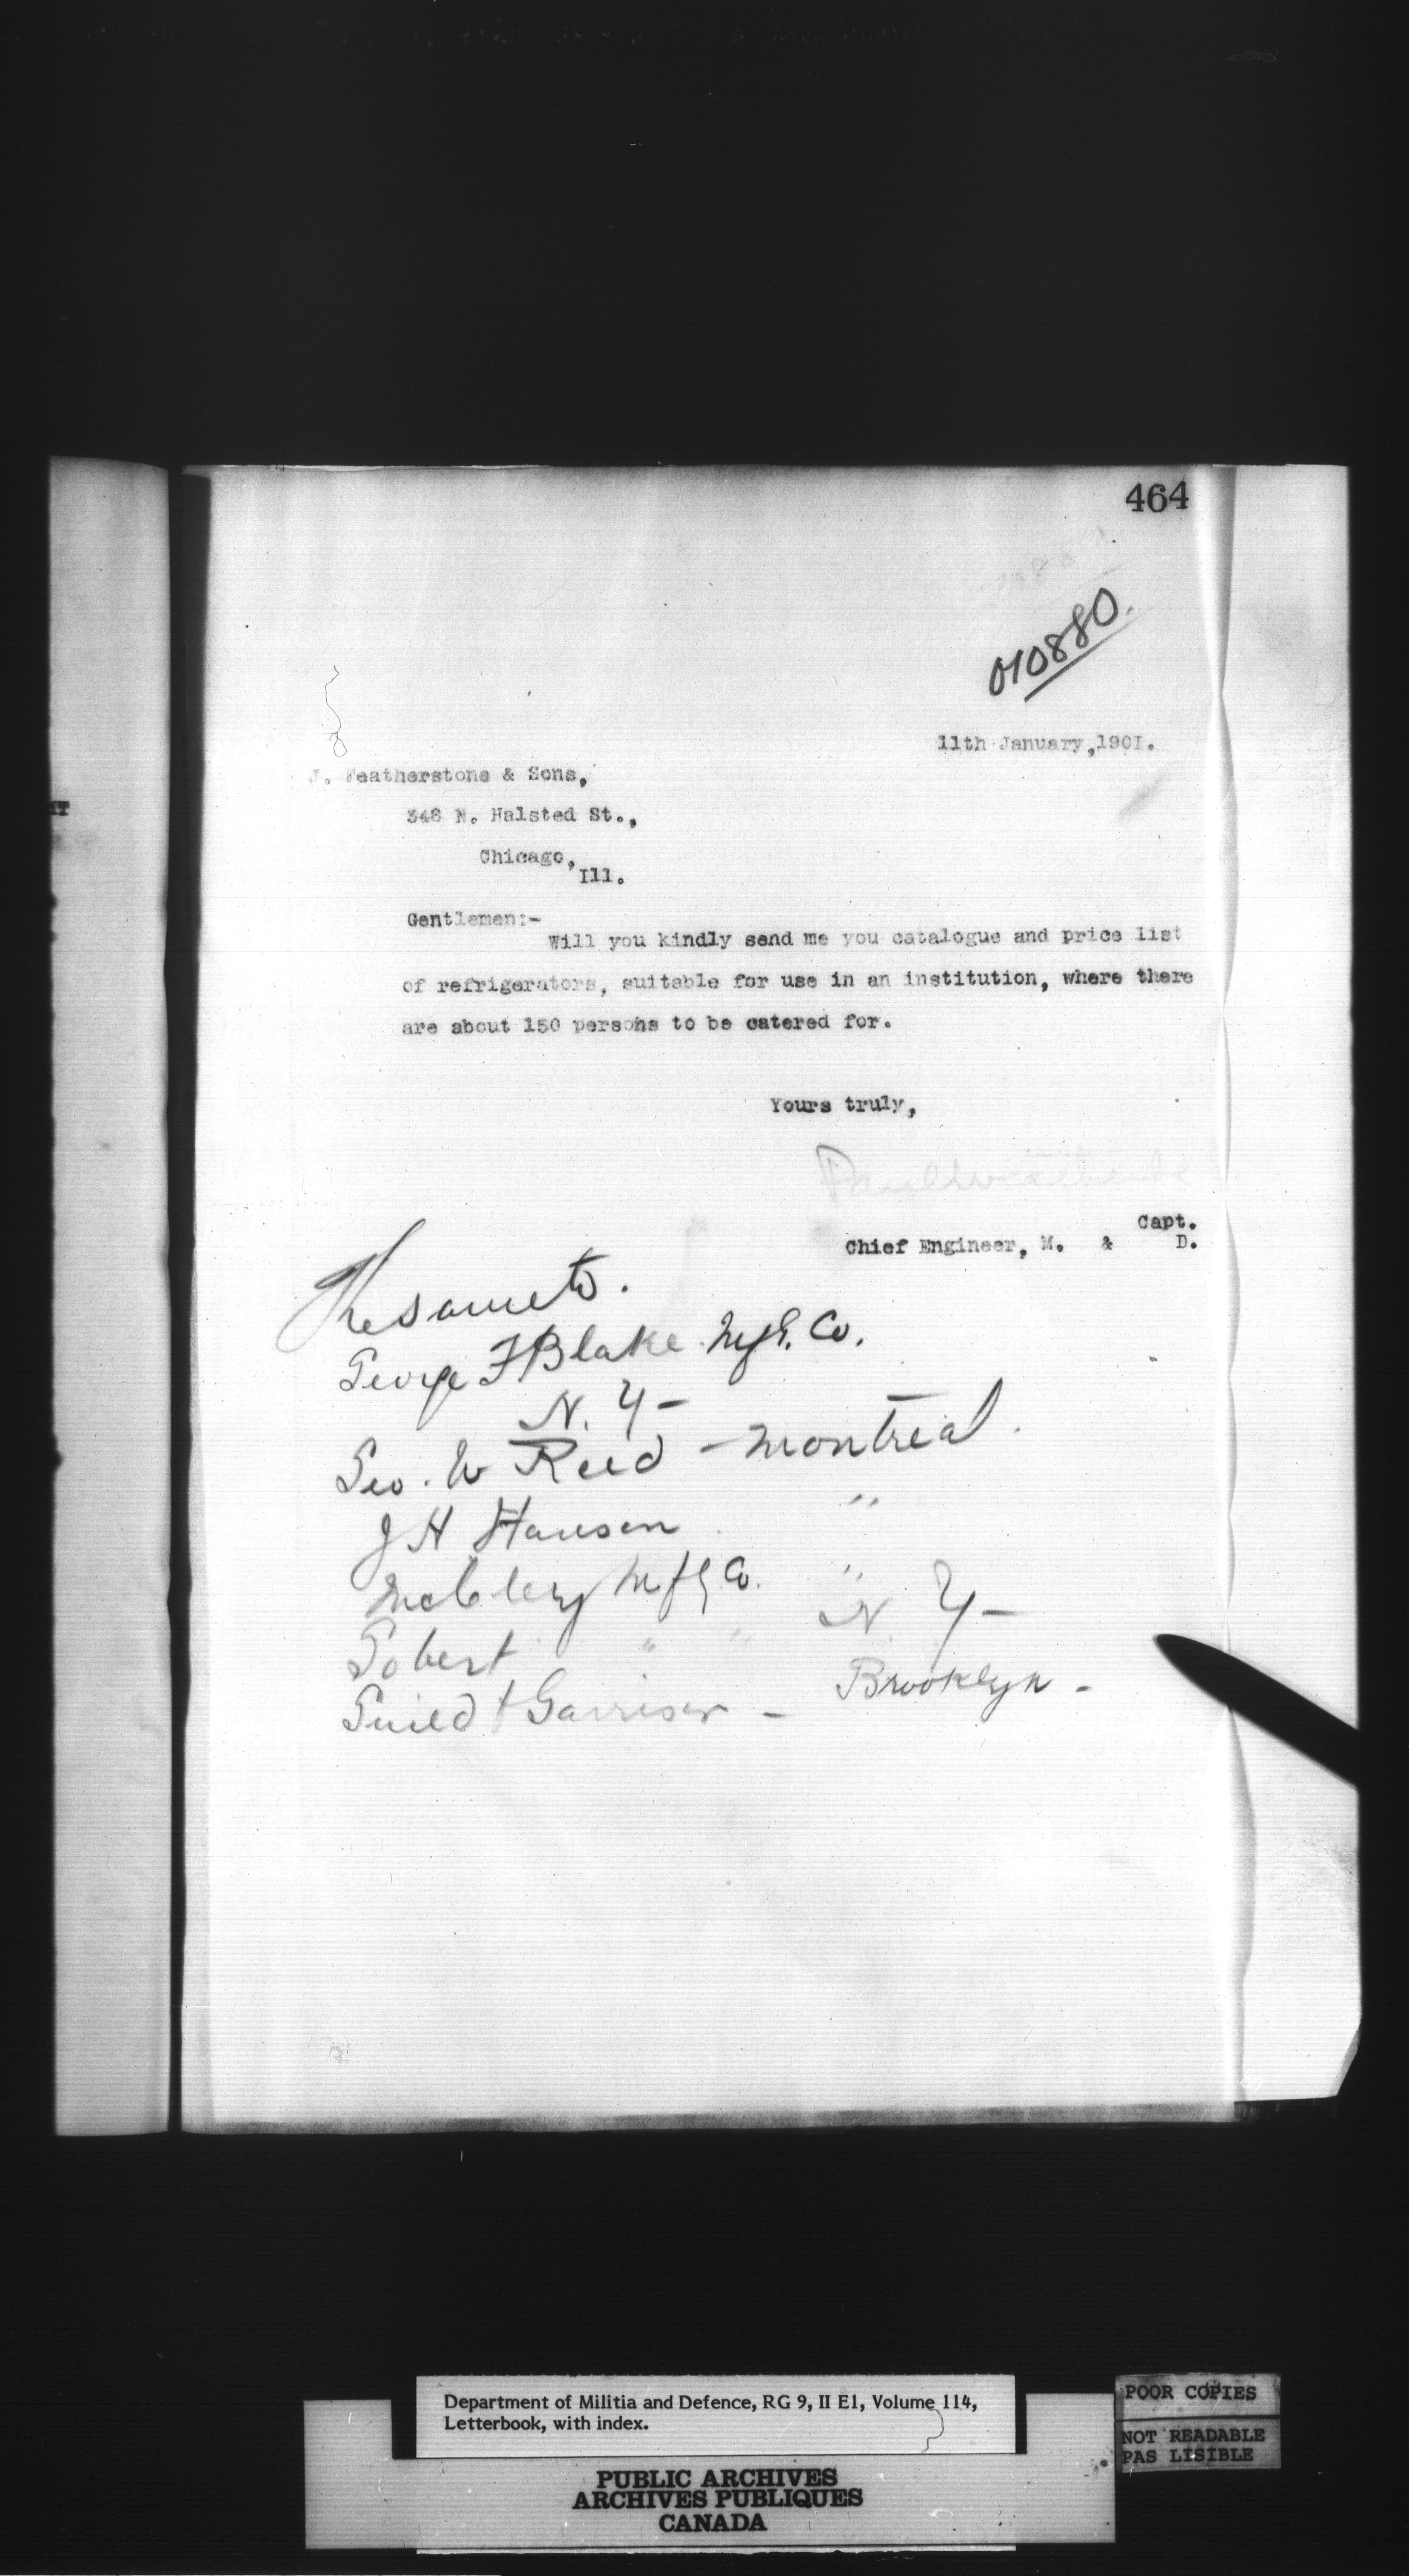 464
010880.
11th January, 1901.
J. Featherstone & Sons,
348 N. Halsted St.,
Chicago,
Ill.
Gentlemen:-
Will you kindly send me you catalogue and price list
of refrigerators, suitable for use in an institution, where there
are about 150 persons to be catered for.
Yours truly,
Capt.
Chief Engineer, M. & D.
The same to.
George F Blake Mfg. Co.
N. Y -
Geo. W Reed - Montreal.
J H Hanson "
Mfg Co. "
Gobert " " N. Y -
Guild & Garrison - Brooklyn -
Department of Militia and Defence, RG 9, II E1, Volume 114,
Letterbook, with index.
POOR COPIES
NOT READABLE
PAS LISIBLE
PUBLIC ARCHIVES
ARCHIVES PUBLIQUES
CANADA